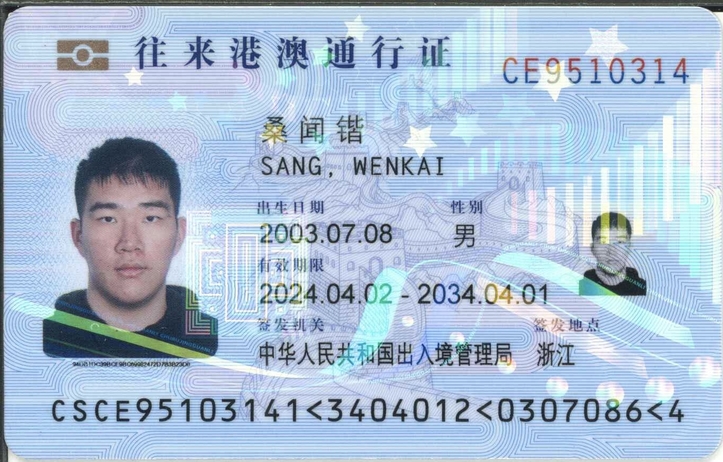 往来港澳通行证
CE9510314
桑闻锴
SANG, WENKAI
出生日期 性别
2003.07.08 男
有效期限
2024.04.02 - 2034.04.01
签发机关 签发地点
中华人民共和国出入境管理局 浙江
CSCE95103141<3404012<0307086<4